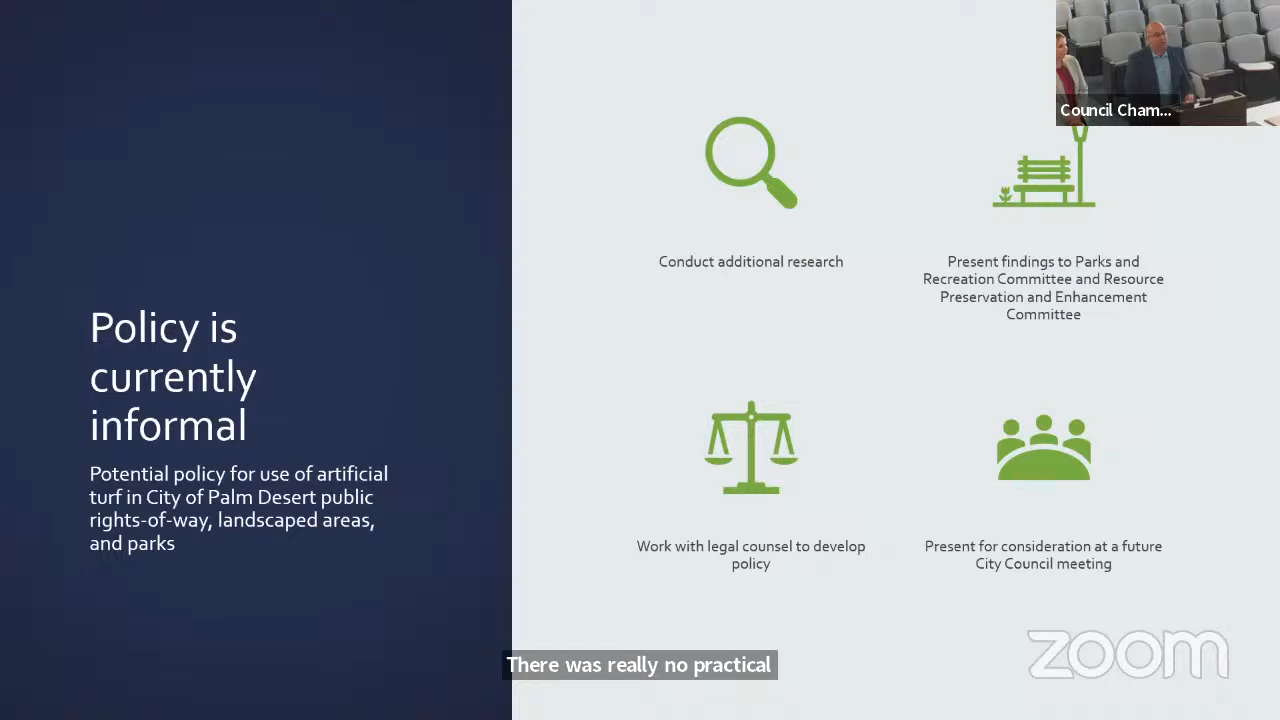 Council Cham...
Policy is
currently
informal
Potential policy for use of artificial
turf in City of Palm Desert public
rights-of-way, landscaped areas,
and parks
Conduct additional research
Present findings to Parks and
Recreation Committee and Resource
Preservation and Enhancement
Committee
Work with legal counsel to develop
policy
Present for consideration at a future
City Council meeting
There was really no practical
zoom